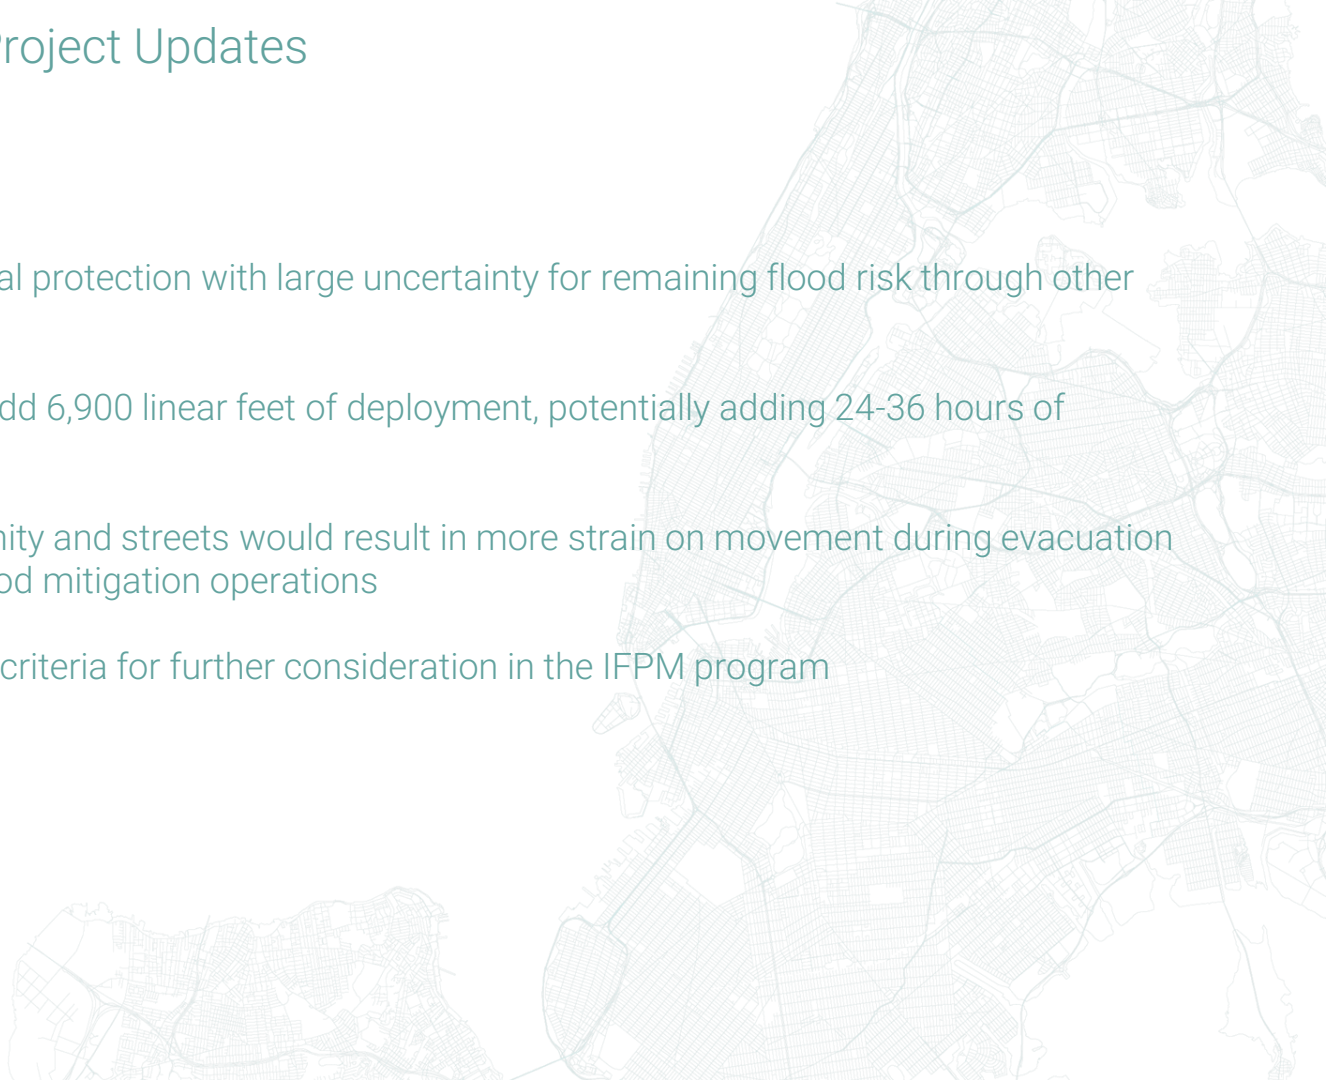 Project Updates
al protection with large uncertainty for remaining flood risk through other
dd 6,900 linear feet of deployment, potentially adding 24-36 hours of
nity and streets would result in more strain on movement during evacuation
od mitigation operations
criteria for further consideration in the IFPM program